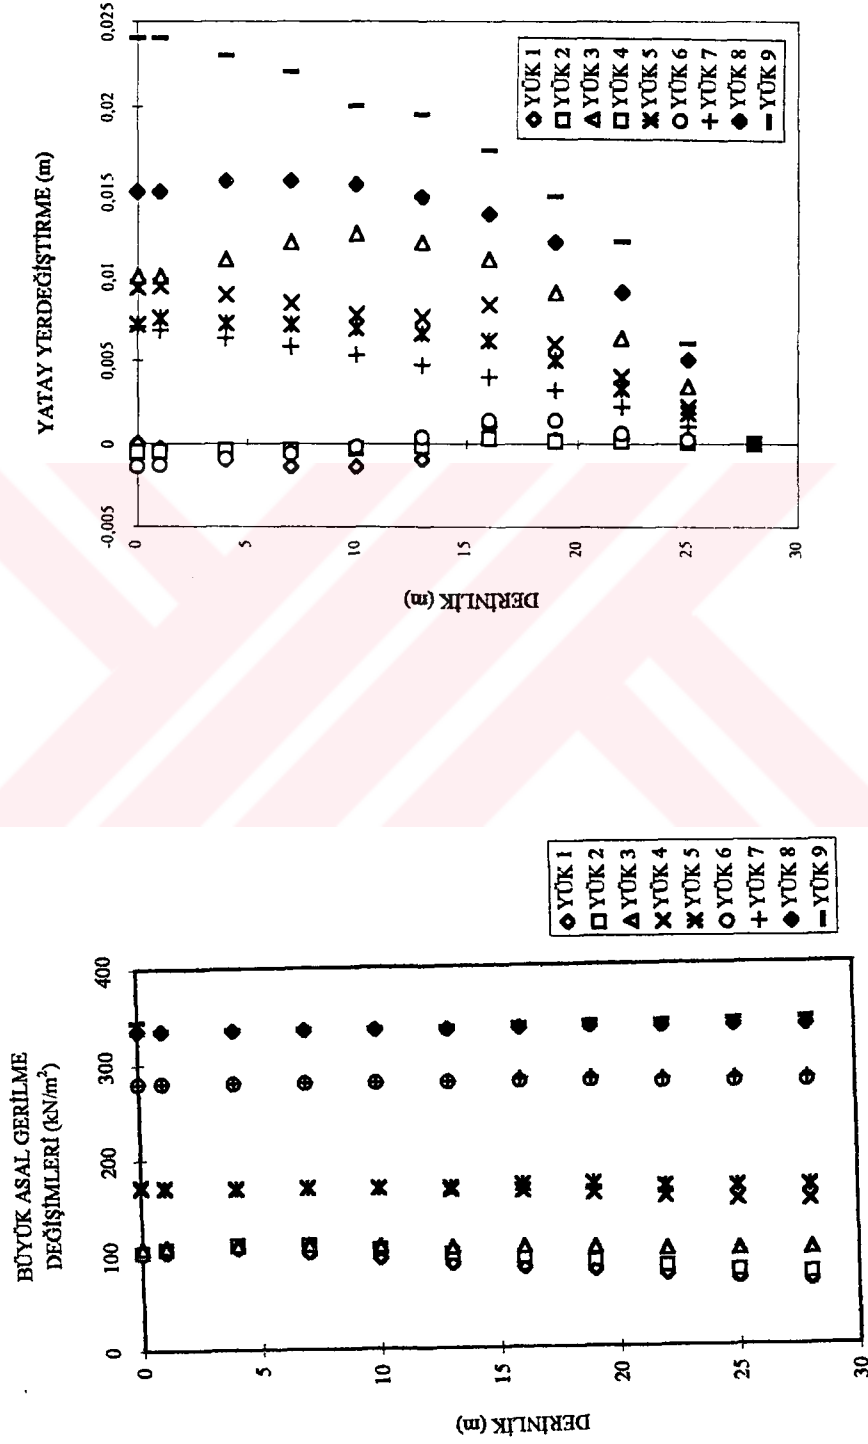 BÜYÜK ASAL GERİLME
DEĞİŞİMLERİ (kN/m²)
0
100
200
300
400
0
5
10
15
20
25
30
DERİNLİK (m)
YÜK 1
YÜK 2
YÜK 3
YÜK 4
YÜK 5
YÜK 6
YÜK 7
YÜK 8
YÜK 9
YATAY YERDEĞİŞTİRME (m)
-0,005
0
0,005
0,01
0,015
0,02
0,025
0
5
10
15
20
25
30
DERİNLİK (m)
YÜK 1
YÜK 2
YÜK 3
YÜK 4
YÜK 5
YÜK 6
YÜK 7
YÜK 8
YÜK 9